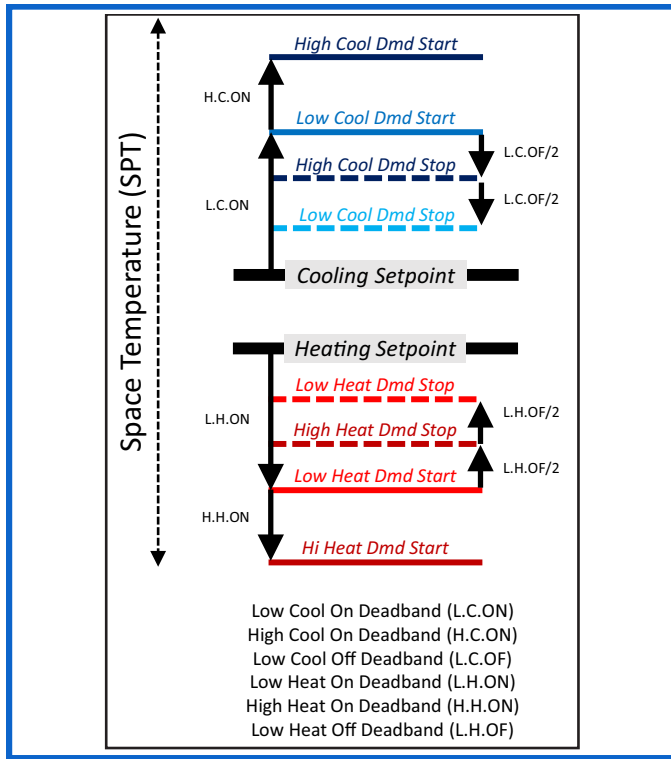 High Cool Dmd Start
H.C.ON
Low Cool Dmd Start
L.C.OF/2
High Cool Dmd Stop
L.C.ON
L.C.OF/2
Low Cool Dmd Stop
Cooling Setpoint
Space Temperature (SPT)
Heating Setpoint
Low Heat Dmd Stop
L.H.ON
L.H.OF/2
High Heat Dmd Stop
L.H.OF/2
Low Heat Dmd Start
H.H.ON
Hi Heat Dmd Start
Low Cool On Deadband (L.C.ON)
High Cool On Deadband (H.C.ON)
Low Cool Off Deadband (L.C.OF)
Low Heat On Deadband (L.H.ON)
High Heat On Deadband (H.H.ON)
Low Heat Off Deadband (L.H.OF)